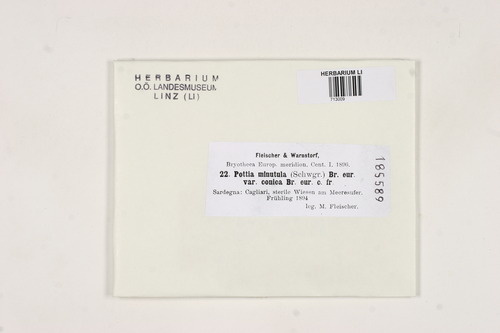 HERBARIUM
O.Ö. LANDESMUSEUM
LINZ (LI)
HERBARIUM LI
713009
Fleischer & Warnstorf,
Bryotheca Europ. meridion. Cent. I. 1896.
22. Pottia minutula (Schwgr.) Br. eur.
var. conica Br. eur. c. fr
Sardegna: Cagliari, sterile Wiesen am Meeresufer.
Frühling 1894
leg. M. Fleischer.
185589